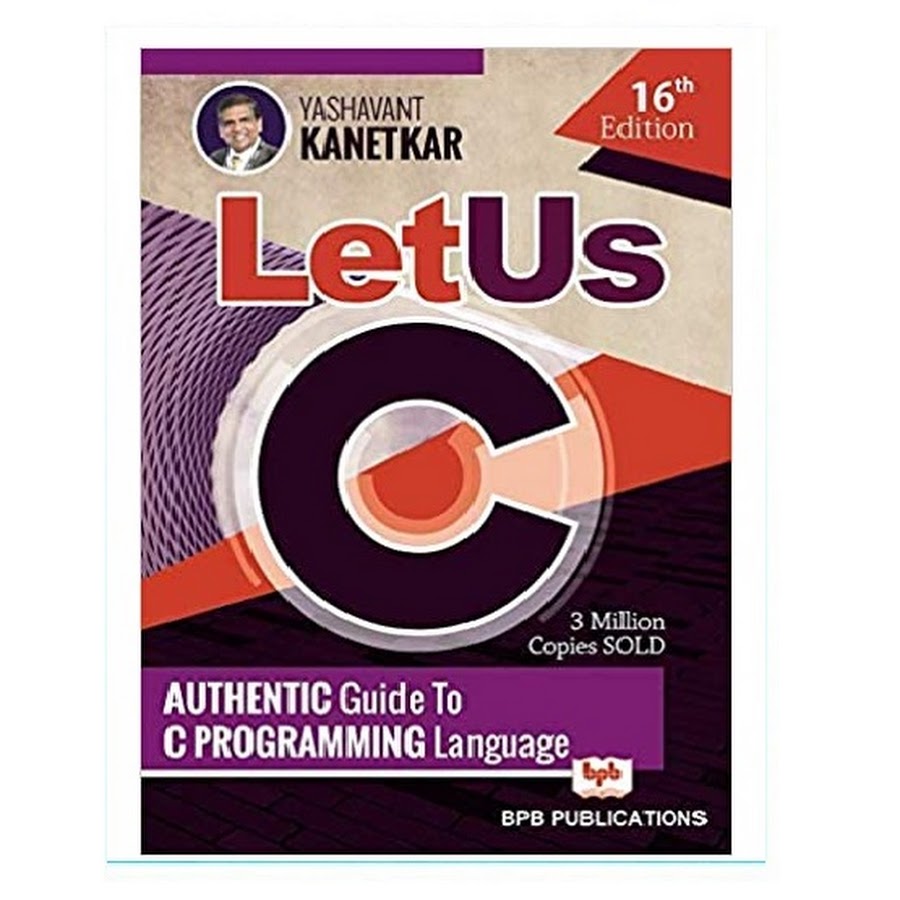 YASHAVANT
KANETKAR
16th
Edition
LetUs
C
3 Million
Copies SOLD
AUTHENTIC Guide To
C PROGRAMMING Language
bpb
BPB PUBLICATIONS